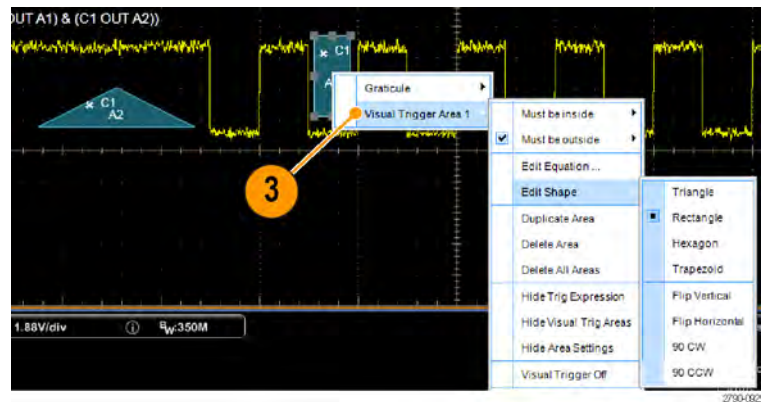 OUT A1) & (C1 OUT A2))
C1
A
C1
A2
Graticule
Visual Trigger Area 1
3
Must be inside
Must be outside
Edit Equation ...
Edit Shape
Duplicate Area
Delete Area
Delete All Areas
Hide Trig Expression
Hide Visual Trig Areas
Hide Area Settings
Visual Trigger Off
Triangle
Rectangle
Hexagon
Trapezoid
Flip Vertical
Flip Horizontal
90 CW
90 CCW
1.88V/div BW:350M
2790-092